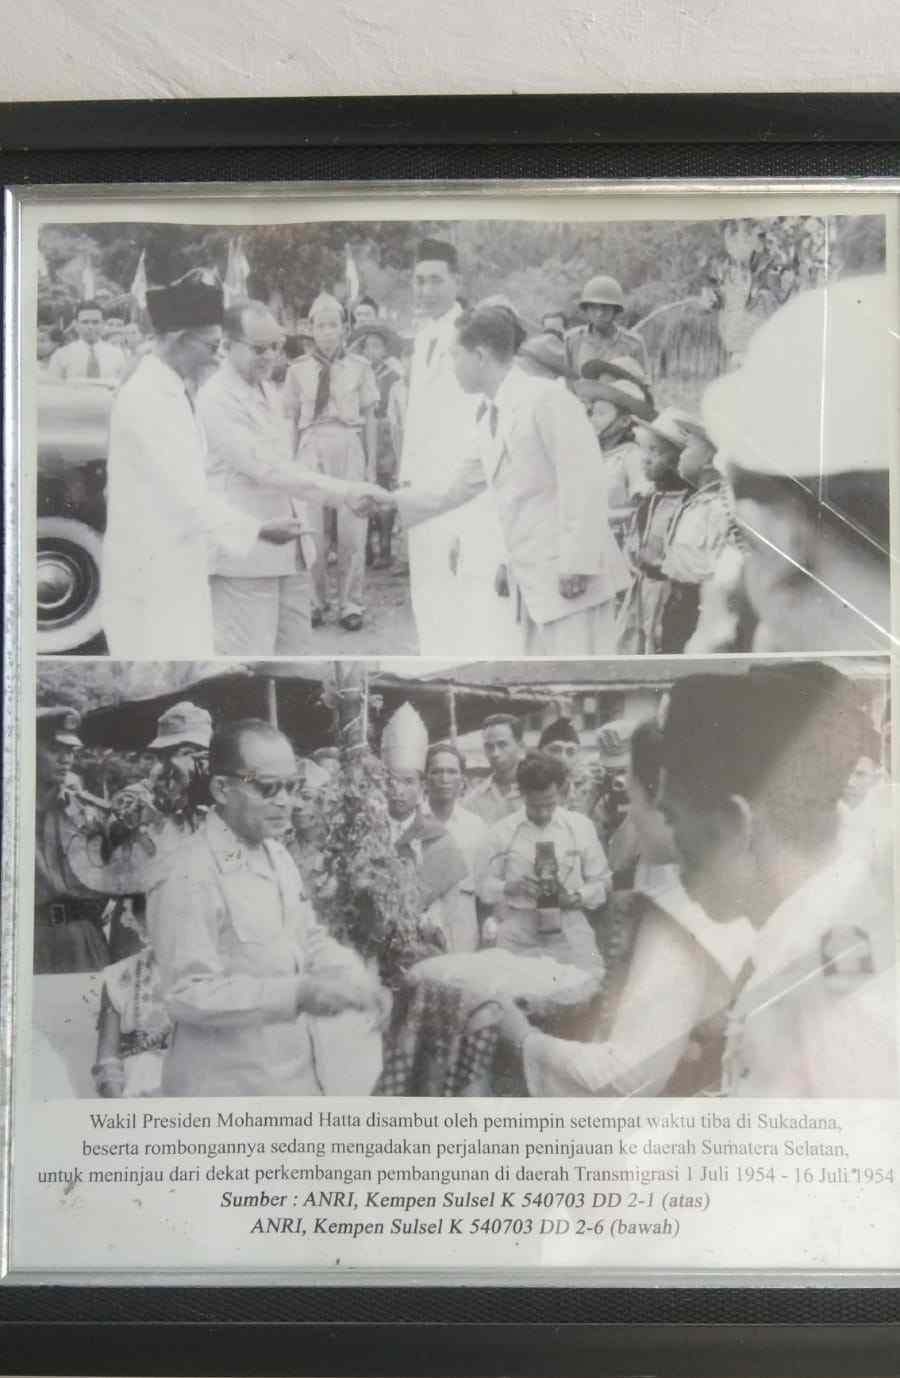 Wakil Presiden Mohammad Hatta disambut oleh pemimpin setempat waktu tiba di Sukadana,
beserta rombongannya sedang mengadakan perjalanan peninjauan ke daerah Sumatera Selatan,
untuk meninjau dari dekat perkembangan pembangunan di daerah Transmigrasi 1 Juli 1954 - 16 Juli 1954
Sumber : ANRI, Kempen Sulsel K 540703 DD 2-1 (atas)
ANRI, Kempen Sulsel K 540703 DD 2-6 (bawah)